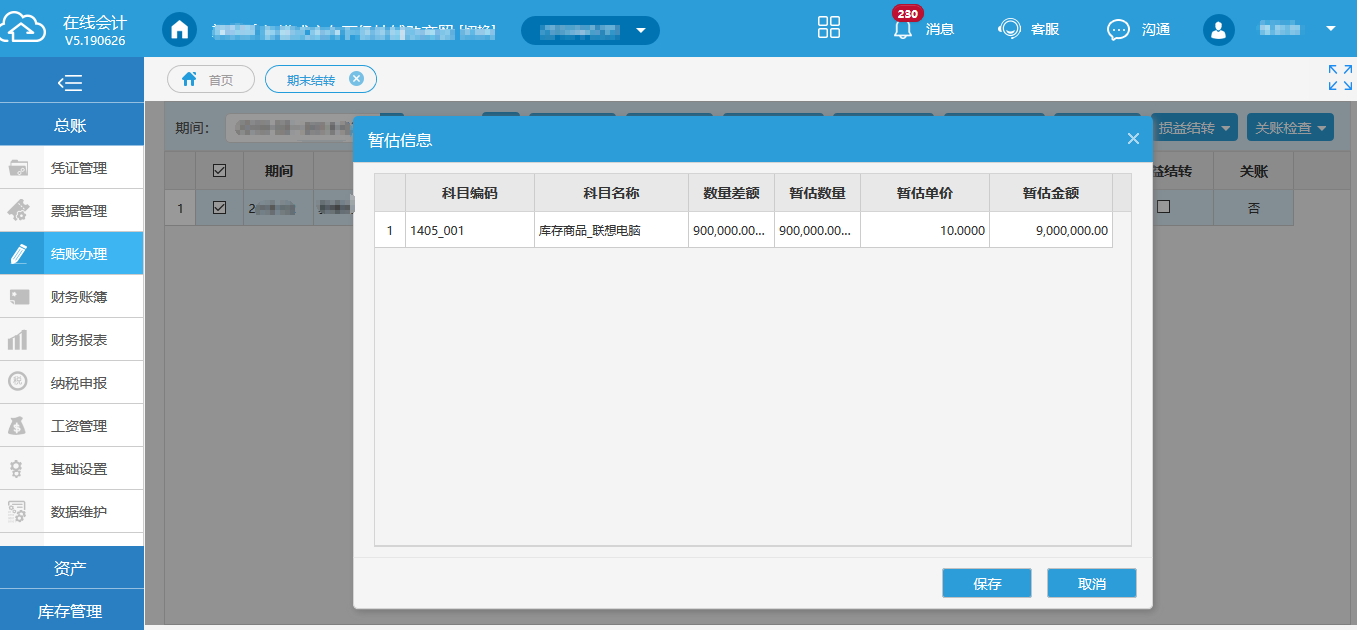 在线会计
V5.190626
230
消息
客服
沟通
首页
期末结转
总账
凭证管理
票据管理
结账办理
财务账簿
财务报表
纳税申报
工资管理
基础设置
数据维护
资产
库存管理
期间:
损益结转
关账检查
期间
益结转
关账
1
否
暂估信息
科目编码 科目名称 数量差额 暂估数量 暂估单价 暂估金额
1 1405_001 库存商品_联想电脑 900,000.00... 900,000.00... 10.0000 9,000,000.00
保存
取消